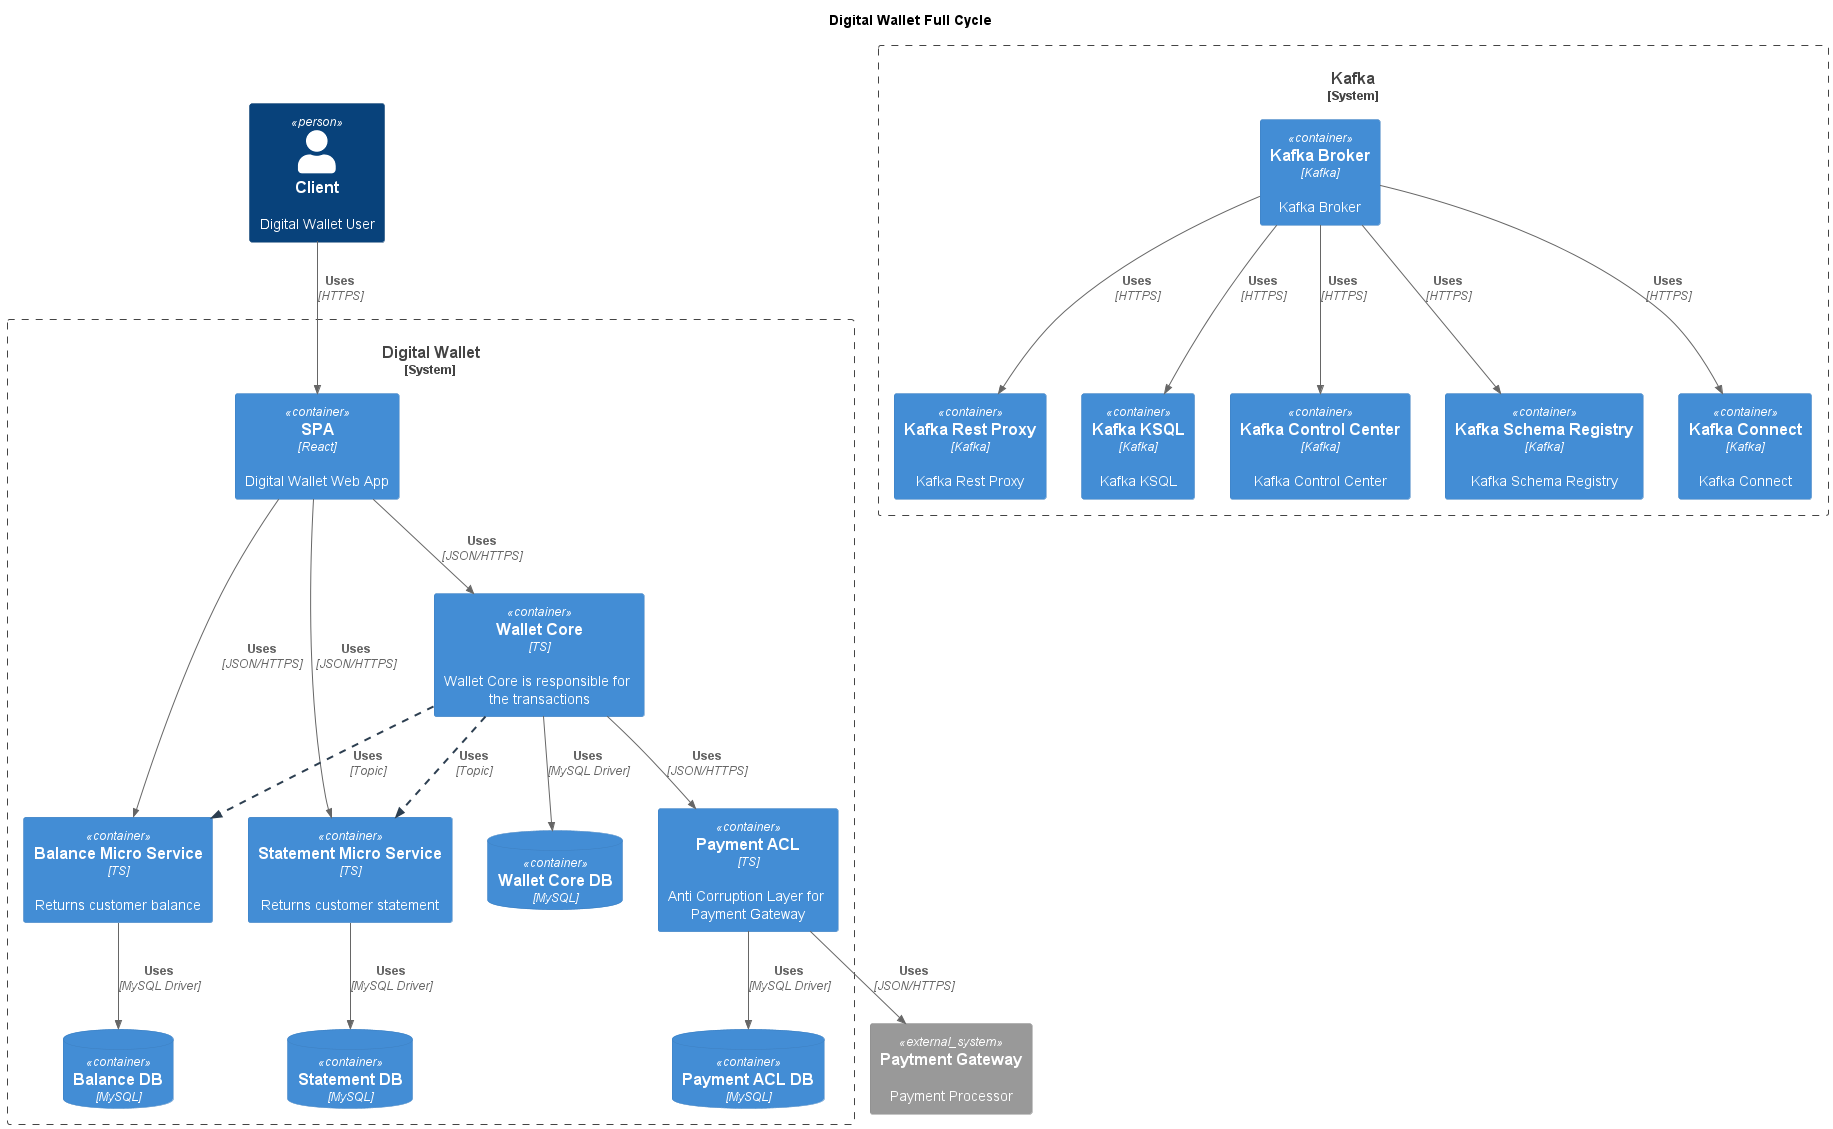 Digital Wallet Full Cycle
Kafka
[System]
«container»
Kafka Broker
[Kafka]
Kafka Broker
Uses
[HTTPS]
Uses
[HTTPS]
Uses
[HTTPS]
Uses
[HTTPS]
Uses
[HTTPS]
«container»
Kafka Rest Proxy
[Kafka]
Kafka Rest Proxy
«container»
Kafka KSQL
[Kafka]
Kafka KSQL
«container»
Kafka Control Center
[Kafka]
Kafka Control Center
«container»
Kafka Schema Registry
[Kafka]
Kafka Schema Registry
«container»
Kafka Connect
[Kafka]
Kafka Connect
«person»
Client
Digital Wallet User
Uses
[HTTPS]
Digital Wallet
[System]
«container»
SPA
[React]
Digital Wallet Web App
Uses
[JSON/HTTPS]
«container»
Wallet Core
[TS]
Wallet Core is responsible for
the transactions
Uses
[JSON/HTTPS]
Uses
[JSON/HTTPS]
Uses
[Topic]
Uses
[Topic]
Uses
[MySQL Driver]
Uses
[JSON/HTTPS]
«container»
Balance Micro Service
[TS]
Returns customer balance
«container»
Statement Micro Service
[TS]
Returns customer statement
«container»
Wallet Core DB
[MySQL]
«container»
Payment ACL
[TS]
Anti Corruption Layer for
Payment Gateway
Uses
[MySQL Driver]
Uses
[MySQL Driver]
Uses
[MySQL Driver]
Uses
[JSON/HTTPS]
«container»
Balance DB
[MySQL]
«container»
Statement DB
[MySQL]
«container»
Payment ACL DB
[MySQL]
«external_system»
Paytment Gateway
Payment Processor